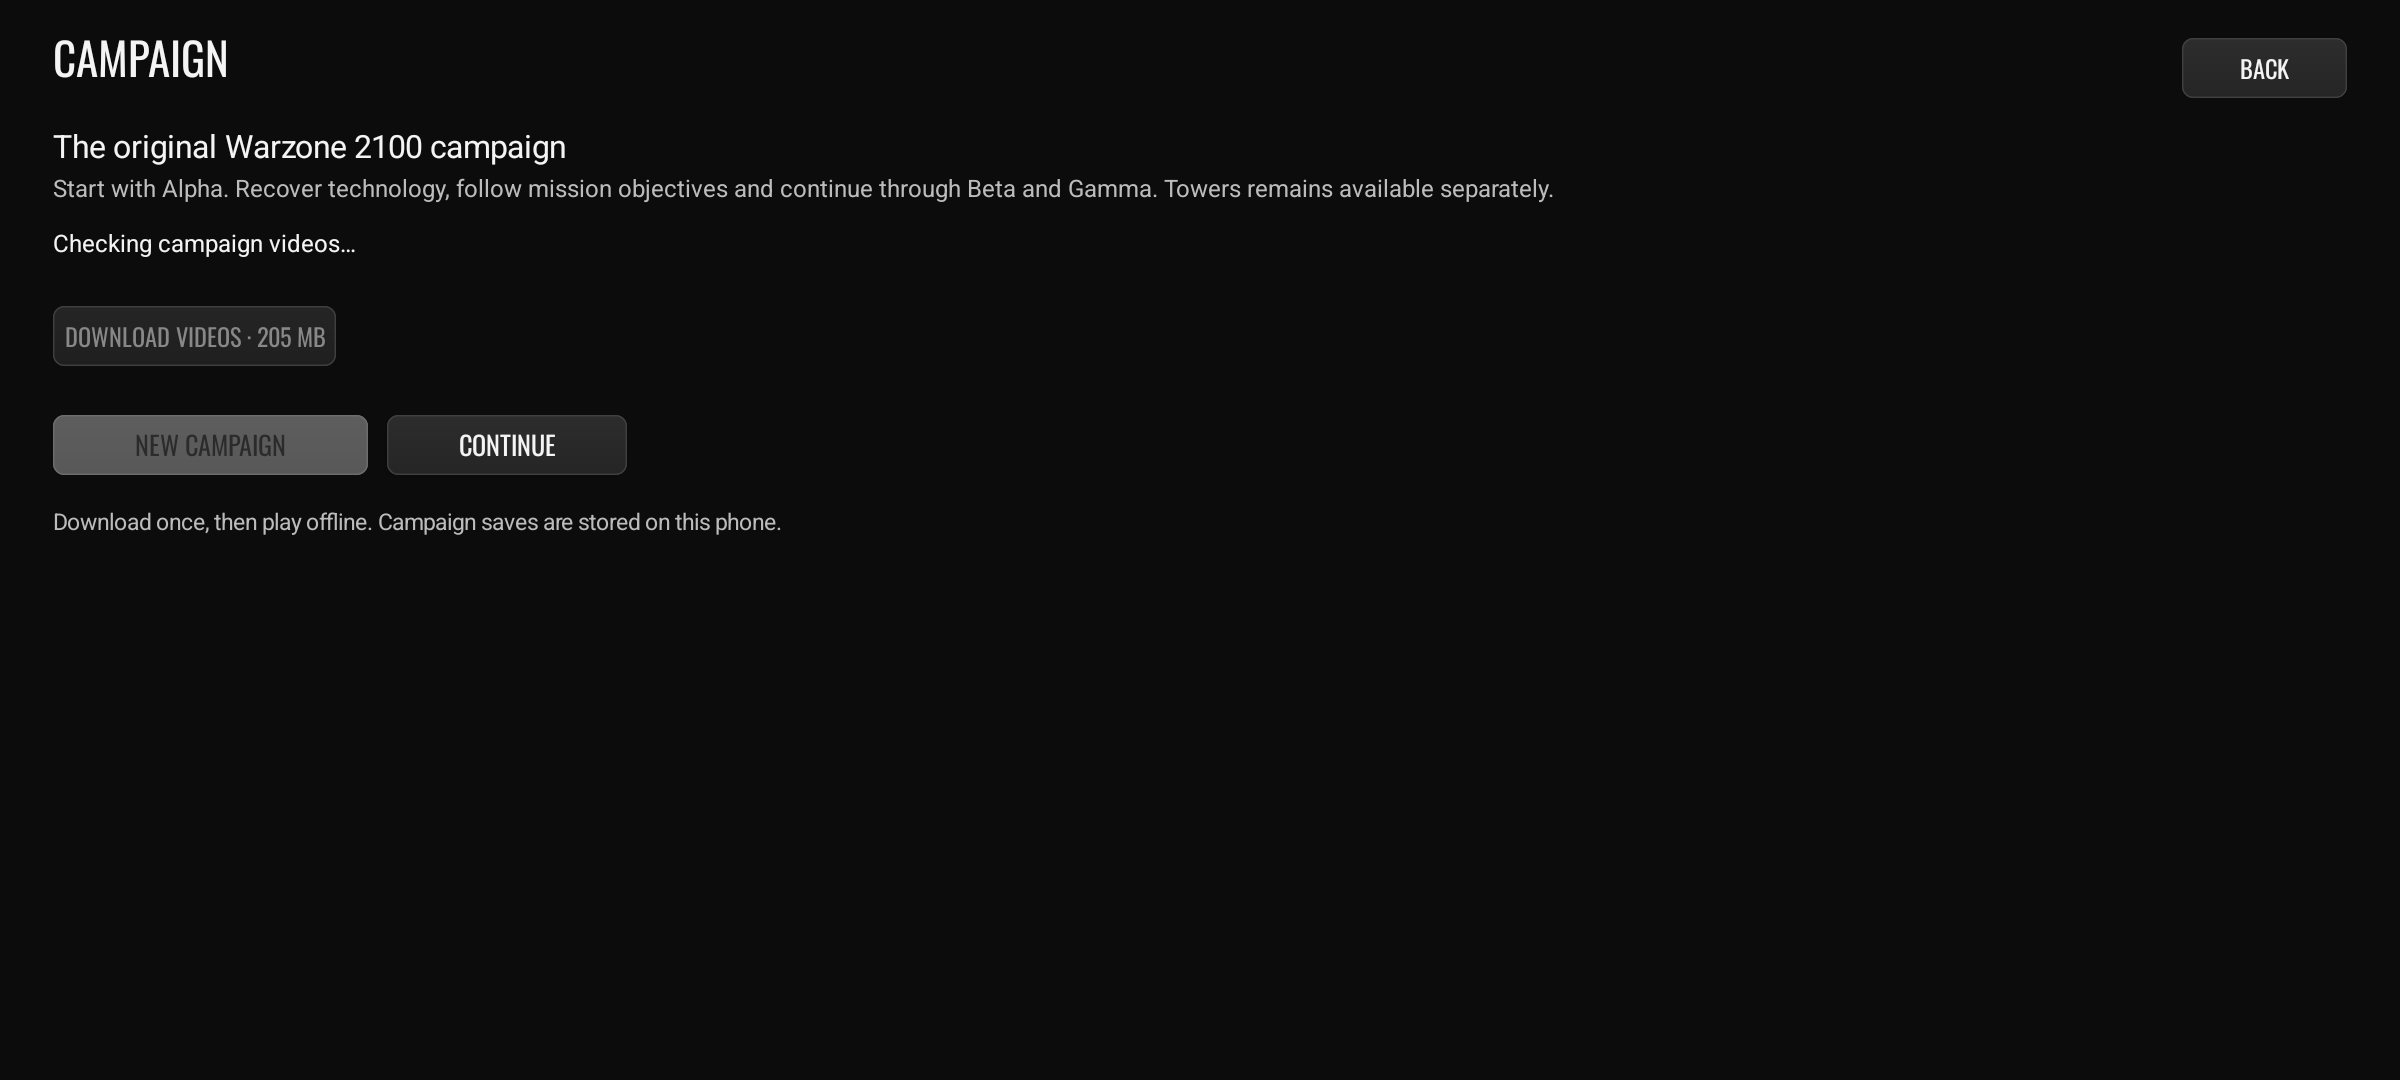 CAMPAIGN
BACK
The original Warzone 2100 campaign
Start with Alpha. Recover technology, follow mission objectives and continue through Beta and Gamma. Towers remains available separately.
Checking campaign videos…
DOWNLOAD VIDEOS · 205 MB
NEW CAMPAIGN
CONTINUE
Download once, then play offline. Campaign saves are stored on this phone.